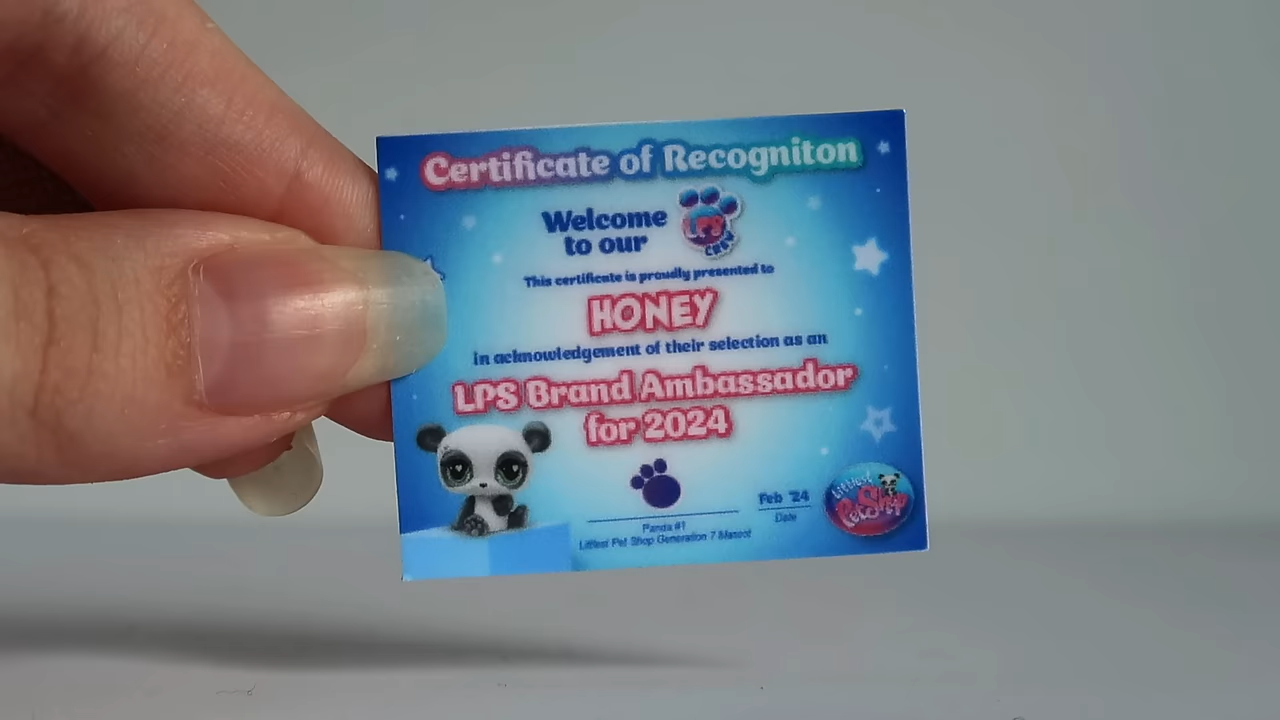 Certificate of Recogniton
Welcome
to our
LPS
CREW
This certificate is proudly presented to
HONEY
in acknowledgement of their selection as an
LPS Brand Ambassador
for 2024
Feb '24
Date
Panda #1
Littlest Pet Shop Generation 7 Mascot
Littlest
Pet Shop